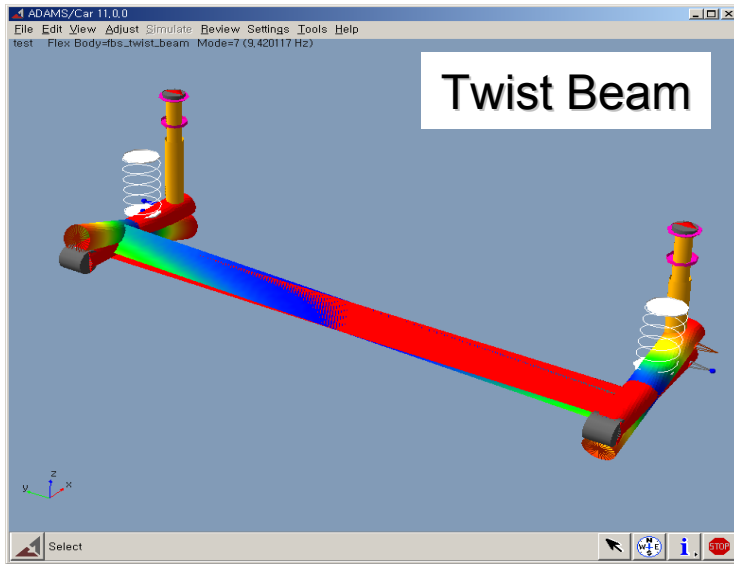 ADAMS/Car 11,0,0
File Edit View Adjust Simulate Review Settings Tools Help
test Flex Body=fbs_twist_beam Mode=7 (9,420117 Hz)
Twist Beam
z
y x
Select
N
W E
S
i
STOP